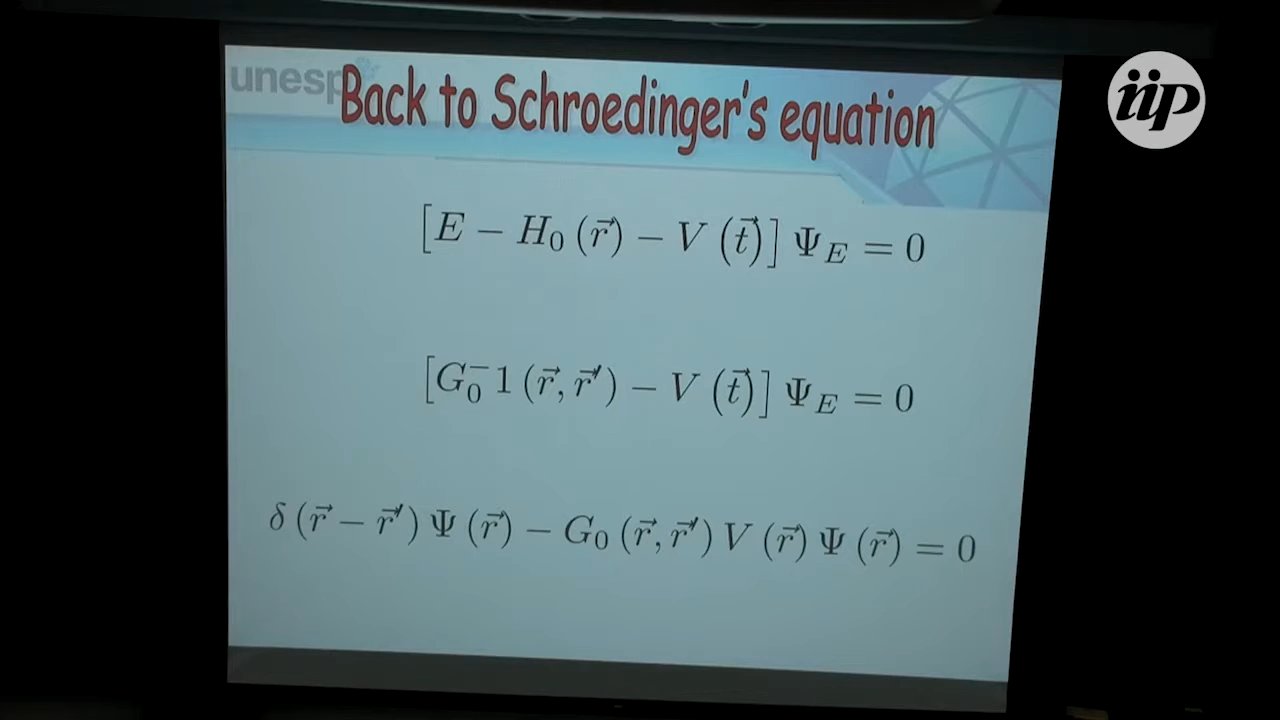 iip
unesp
Back to Schroedinger's equation
[E − H₀ (r⃗) − V (t⃗)] Ψ_E = 0
[G₀⁻1 (r⃗, r⃗′) − V (t⃗)] Ψ_E = 0
δ (r⃗ − r⃗′) Ψ (r⃗) − G₀ (r⃗, r⃗′) V (r⃗) Ψ (r⃗) = 0